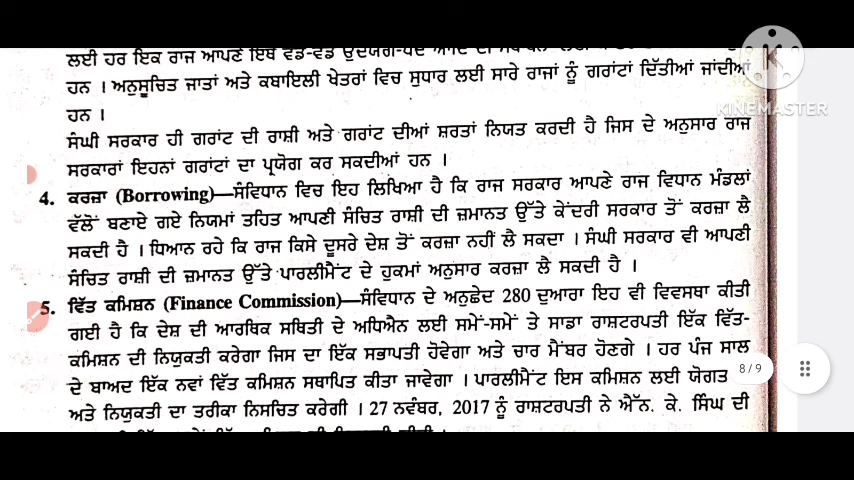 ਲਈ ਹਰ ਇਕ ਰਾਜ ਆਪਣੇ ਇਥੇ ਵੱਡੇ-ਵੱਡੇ ਉਦਯੋਗ-ਧੰਦੇ ਆਦਿ ਦੀ
ਹਨ । ਅਨੁਸੂਚਿਤ ਜਾਤਾਂ ਅਤੇ ਕਬਾਇਲੀ ਖੇਤਰਾਂ ਵਿਚ ਸੁਧਾਰ ਲਈ ਸਾਰੇ ਰਾਜਾਂ ਨੂੰ ਗਰਾਂਟਾਂ ਦਿੱਤੀਆਂ ਜਾਂਦੀਆਂ
ਹਨ ।
KINEMASTER
ਸੰਘੀ ਸਰਕਾਰ ਹੀ ਗਰਾਂਟ ਦੀ ਰਾਸ਼ੀ ਅਤੇ ਗਰਾਂਟ ਦੀਆਂ ਸ਼ਰਤਾਂ ਨਿਯਤ ਕਰਦੀ ਹੈ ਜਿਸ ਦੇ ਅਨੁਸਾਰ ਰਾਜ
ਸਰਕਾਰਾਂ ਇਹਨਾਂ ਗਰਾਂਟਾਂ ਦਾ ਪ੍ਰਯੋਗ ਕਰ ਸਕਦੀਆਂ ਹਨ ।
4. ਕਰਜ਼ਾ (Borrowing)—ਸੰਵਿਧਾਨ ਵਿਚ ਇਹ ਲਿਖਿਆ ਹੈ ਕਿ ਰਾਜ ਸਰਕਾਰ ਆਪਣੇ ਰਾਜ ਵਿਧਾਨ ਮੰਡਲਾਂ
ਵੱਲੋਂ ਬਣਾਏ ਗਏ ਨਿਯਮਾਂ ਤਹਿਤ ਆਪਣੀ ਸੰਚਿਤ ਰਾਸ਼ੀ ਦੀ ਜ਼ਮਾਨਤ ਉੱਤੇ ਕੇਂਦਰੀ ਸਰਕਾਰ ਤੋਂ ਕਰਜ਼ਾ ਲੈ
ਸਕਦੀ ਹੈ । ਧਿਆਨ ਰਹੇ ਕਿ ਰਾਜ ਕਿਸੇ ਦੂਸਰੇ ਦੇਸ਼ ਤੋਂ ਕਰਜ਼ਾ ਨਹੀਂ ਲੈ ਸਕਦਾ । ਸੰਘੀ ਸਰਕਾਰ ਵੀ ਆਪਣੀ
ਸੰਚਿਤ ਰਾਸ਼ੀ ਦੀ ਜ਼ਮਾਨਤ ਉੱਤੇ ਪਾਰਲੀਮੈਂਟ ਦੇ ਹੁਕਮਾਂ ਅਨੁਸਾਰ ਕਰਜ਼ਾ ਲੈ ਸਕਦੀ ਹੈ ।
5. ਵਿੱਤ ਕਮਿਸ਼ਨ (Finance Commission)—ਸੰਵਿਧਾਨ ਦੇ ਅਨੁਛੇਦ 280 ਦੁਆਰਾ ਇਹ ਵੀ ਵਿਵਸਥਾ ਕੀਤੀ
ਗਈ ਹੈ ਕਿ ਦੇਸ਼ ਦੀ ਆਰਥਿਕ ਸਥਿਤੀ ਦੇ ਅਧਿਐਨ ਲਈ ਸਮੇਂ-ਸਮੇਂ ਤੇ ਸਾਡਾ ਰਾਸ਼ਟਰਪਤੀ ਇੱਕ ਵਿੱਤ-
ਕਮਿਸ਼ਨ ਦੀ ਨਿਯੁਕਤੀ ਕਰੇਗਾ ਜਿਸ ਦਾ ਇੱਕ ਸਭਾਪਤੀ ਹੋਵੇਗਾ ਅਤੇ ਚਾਰ ਮੈਂਬਰ ਹੋਣਗੇ । ਹਰ ਪੰਜ ਸਾਲ
ਦੇ ਬਾਅਦ ਇੱਕ ਨਵਾਂ ਵਿੱਤ ਕਮਿਸ਼ਨ ਸਥਾਪਿਤ ਕੀਤਾ ਜਾਵੇਗਾ । ਪਾਰਲੀਮੈਂਟ ਇਸ ਕਮਿਸ਼ਨ ਲਈ ਯੋਗਤ
8/9
ਅਤੇ ਨਿਯੁਕਤੀ ਦਾ ਤਰੀਕਾ ਨਿਸਚਿਤ ਕਰੇਗੀ । 27 ਨਵੰਬਰ, 2017 ਨੂੰ ਰਾਸ਼ਟਰਪਤੀ ਨੇ ਐੱਨ. ਕੇ. ਸਿੰਘ ਦੀ